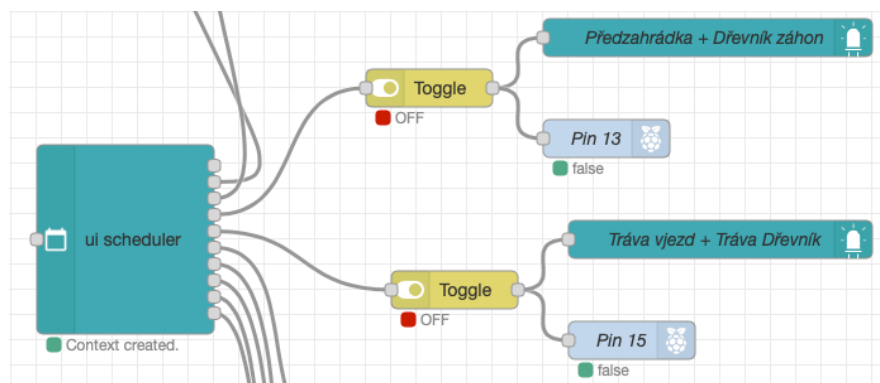 Předzahrádka + Dřevník záhon
Toggle
OFF
Pin 13
false
ui scheduler
Context created.
Tráva vjezd + Tráva Dřevník
Toggle
OFF
Pin 15
false